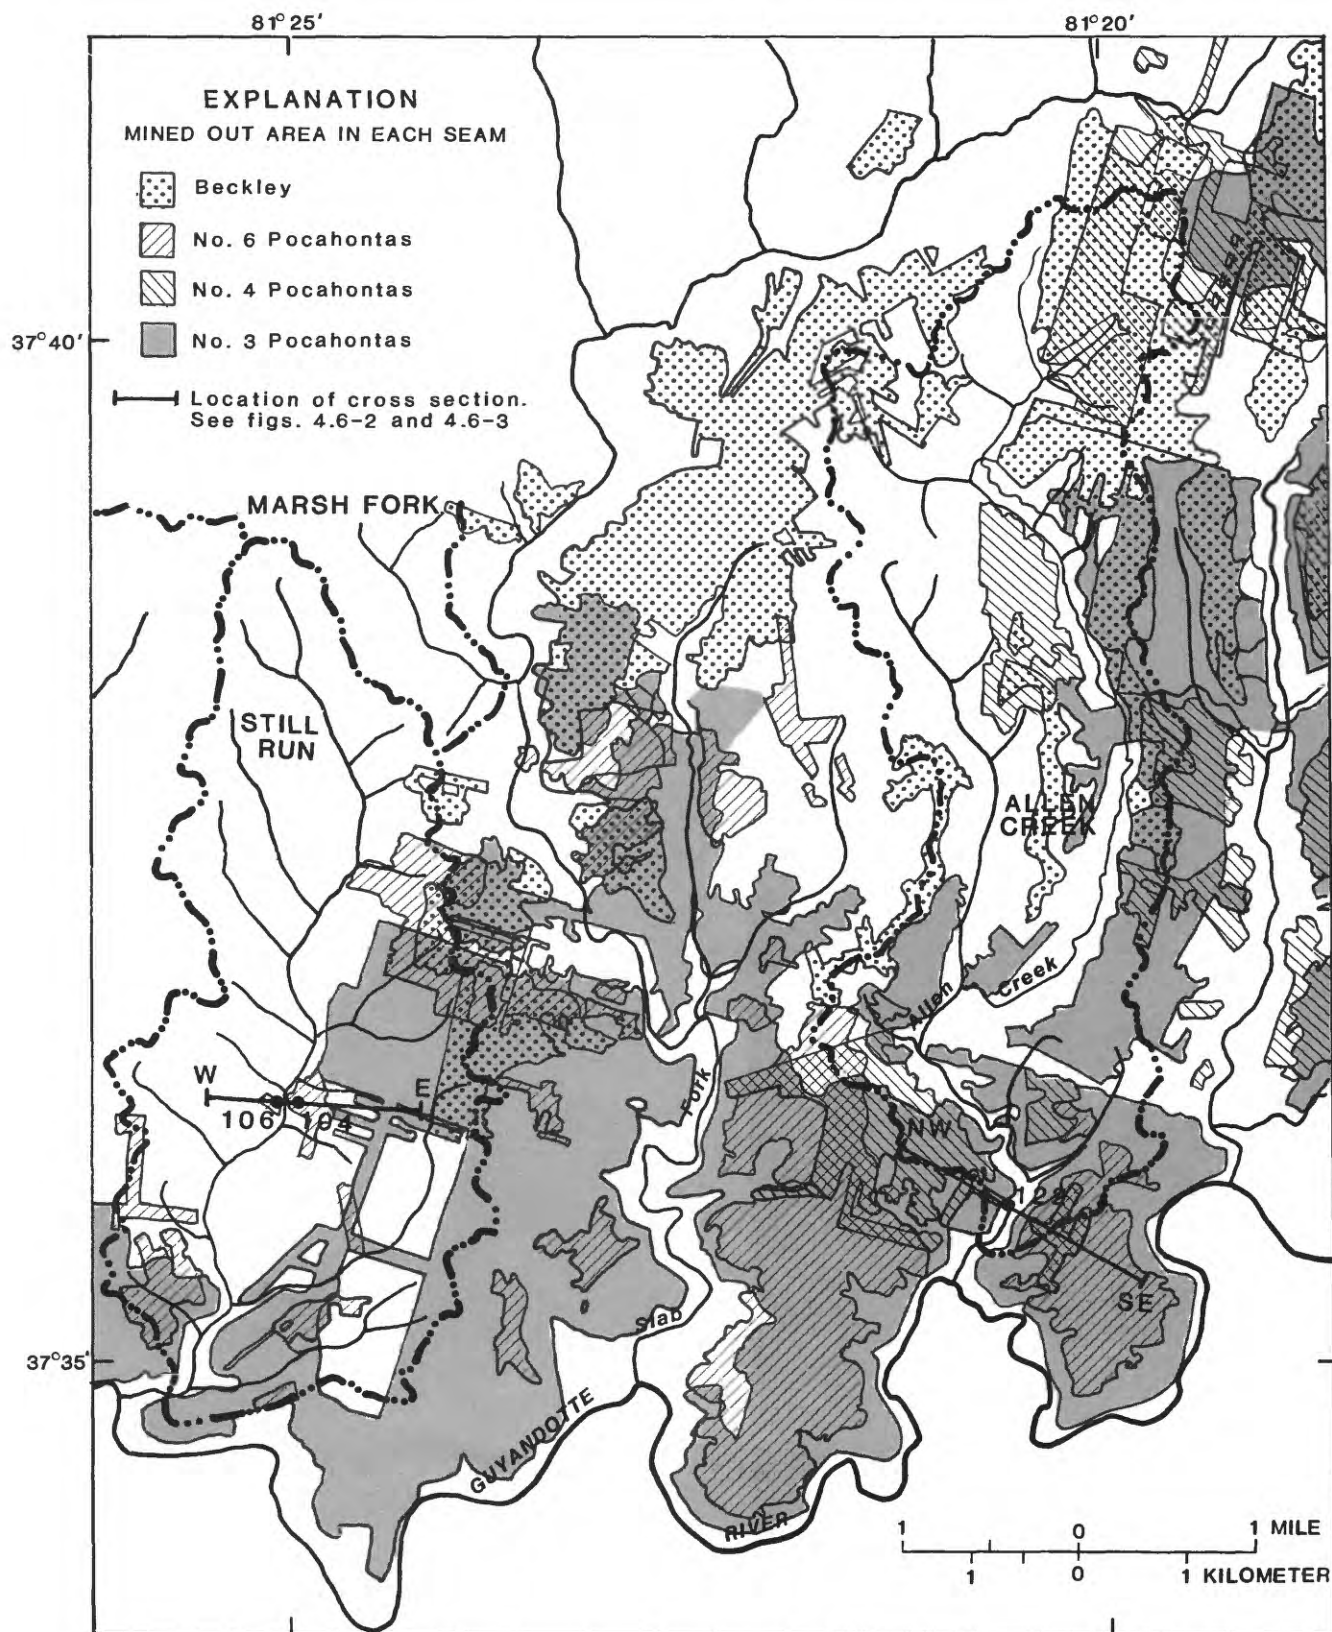 81°25'
81°20'
EXPLANATION
MINED OUT AREA IN EACH SEAM
Beckley
No. 6 Pocahontas
No. 4 Pocahontas
No. 3 Pocahontas
Location of cross section.
See figs. 4.6-2 and 4.6-3
37°40'
MARSH FORK
STILL
RUN
ALLEN
CREEK
Allen
Creek
W
E
106
104
Fork
NW
129
SE
Slab
37°35'
GUYANDOTTE
RIVER
1 0 1 MILE
1 0 1 KILOMETER